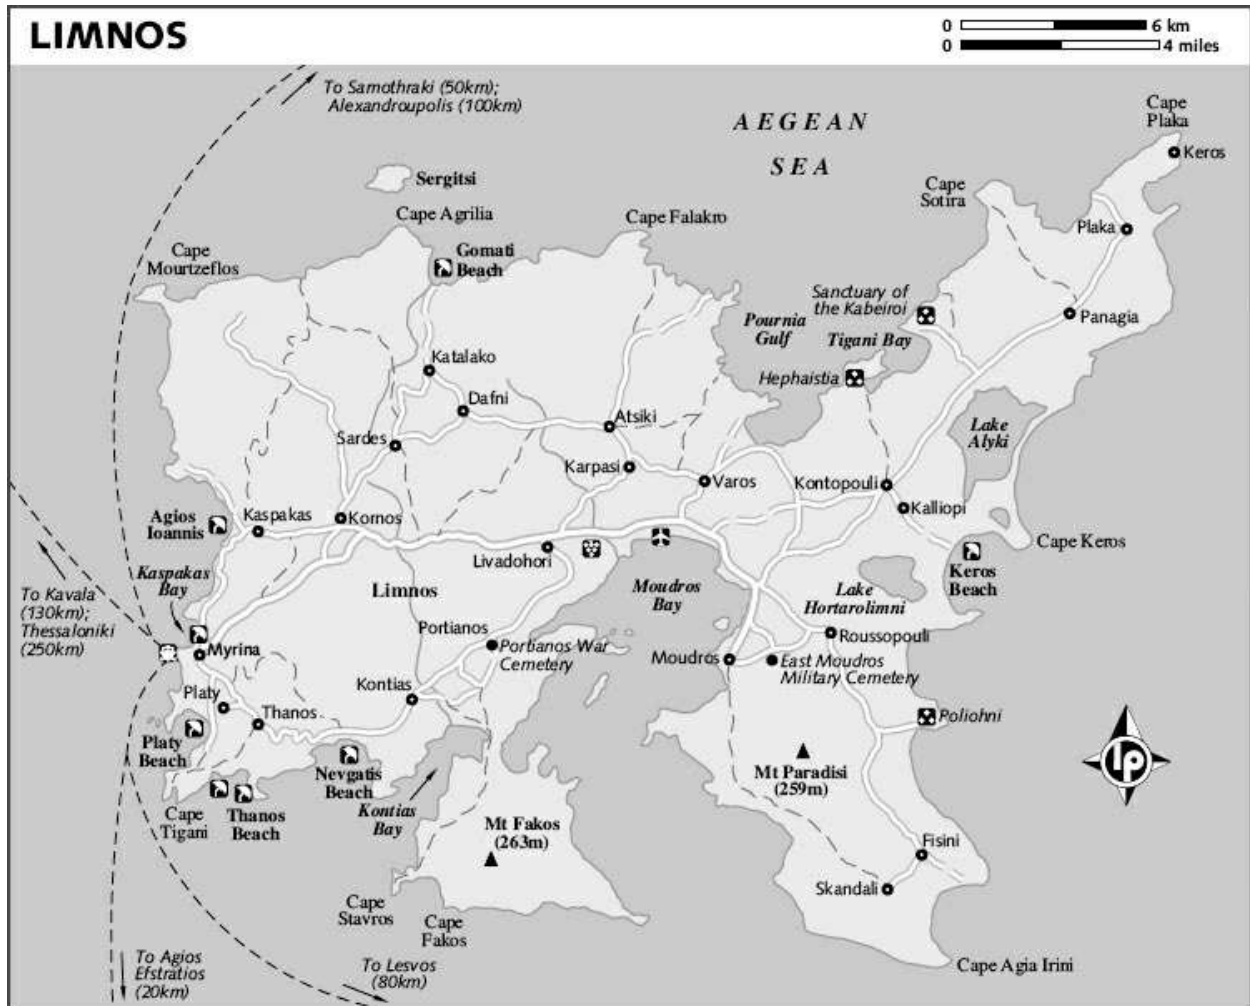 LIMNOS
0 6 km
0 4 miles
To Samothraki (50km);
Alexandroupolis (100km)
AEGEAN
SEA
Cape
Plaka
Keros
Sergitsi
Cape
Sotira
Cape Agrilia
Cape Falakro
Plaka
Cape
Mourtzeflos
Gomati
Beach
Sanctuary of
the Kabeiroi
Pournia
Gulf
Tigani Bay
Panagia
Katalako
Hephaistia
Dafni
Atsiki
Lake
Alyki
Sardes
Karpasi
Varos
Kontopouli
Kalliopi
Agios
Ioannis
Kaspakas
Kornos
Cape Keros
Livadohori
Kaspakas
Bay
Keros
Beach
Limnos
Moudros
Bay
Lake
Hortarolimni
To Kavala
(130km);
Thessaloniki
(250km)
Portianos
Roussopouli
Myrina
Portianos War
Cemetery
Moudros
East Moudros
Military Cemetery
Platy
Kontias
Thanos
Poliohni
Platy
Beach
Nevgatis
Beach
Mt Paradisi
(259m)
lp
Cape
Tigani
Thanos
Beach
Kontias
Bay
Mt Fakos
(263m)
Fisini
Skandali
Cape
Stavros
Cape
Fakos
To Agios
Efstratios
(20km)
To Lesvos
(80km)
Cape Agia Irini